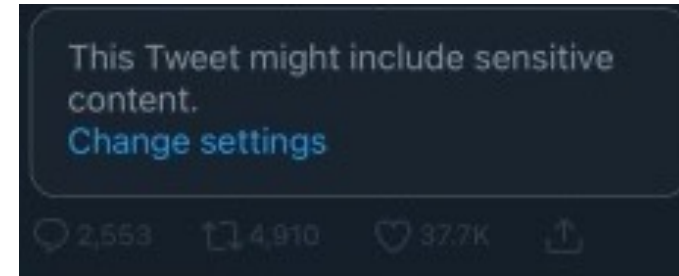 This Tweet might include sensitive
content.
Change settings
2,553 4,910 37.7K